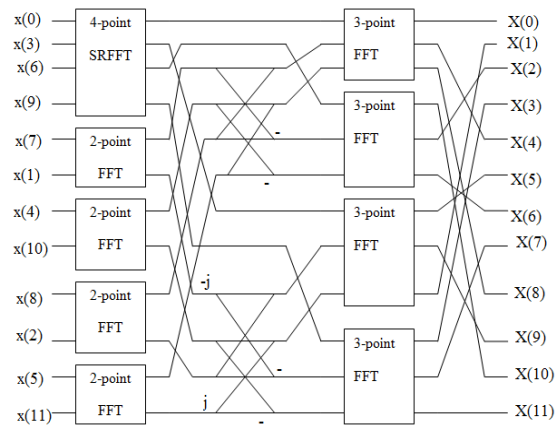 x(0) 4-point 3-point X(0)
x(3) SRFFT FFT X(1)
x(6) X(2)
x(9) 3-point X(3)
x(7) 2-point - FFT X(4)
x(1) FFT - X(5)
x(4) 2-point 3-point X(6)
x(10) FFT FFT X(7)
x(8) 2-point -j X(8)
x(2) FFT 3-point X(9)
x(5) 2-point - FFT X(10)
x(11) FFT j - X(11)